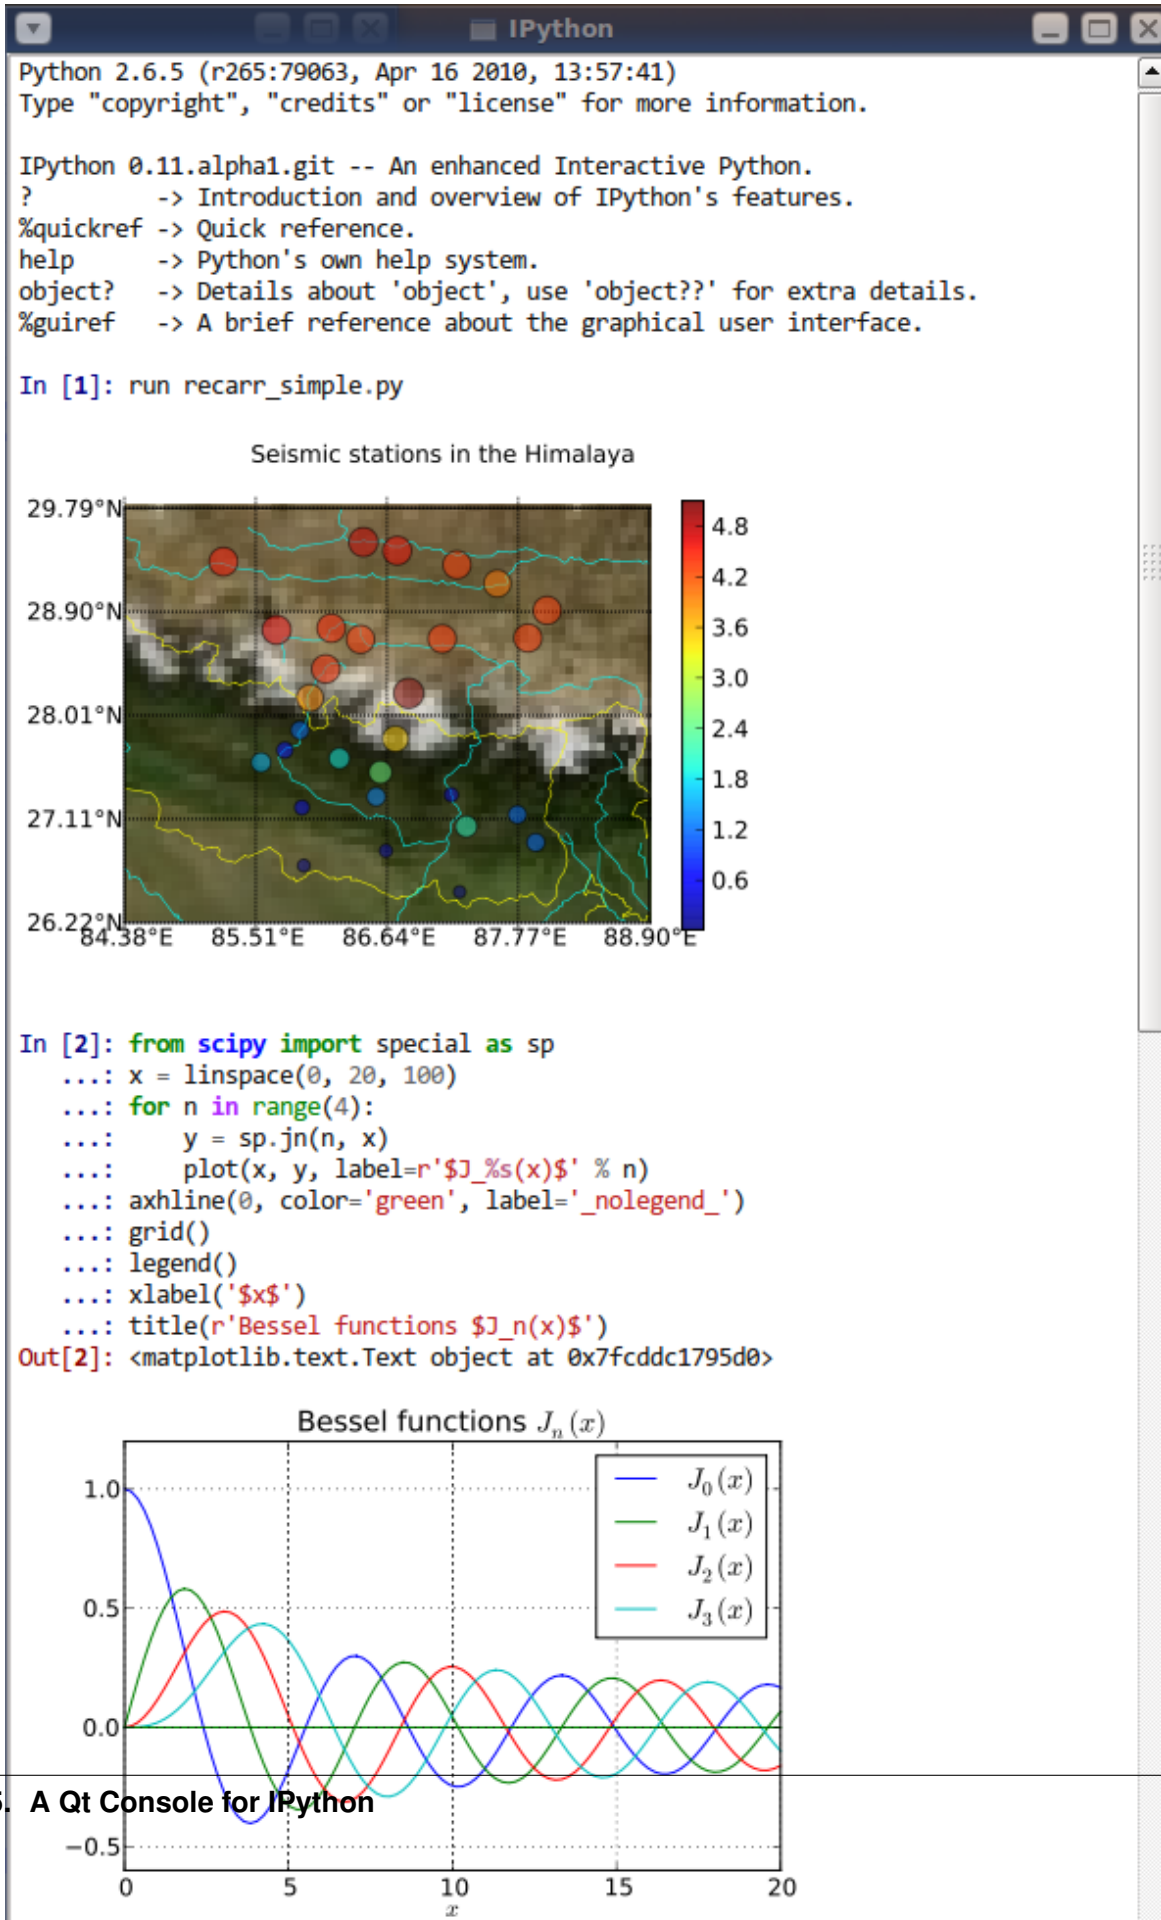 IPython
Python 2.6.5 (r265:79063, Apr 16 2010, 13:57:41)
Type "copyright", "credits" or "license" for more information.
IPython 0.11.alpha1.git -- An enhanced Interactive Python.
?         -> Introduction and overview of IPython's features.
%quickref -> Quick reference.
help      -> Python's own help system.
object?   -> Details about 'object', use 'object??' for extra details.
%guiref   -> A brief reference about the graphical user interface.
In [1]: run recarr_simple.py
Seismic stations in the Himalaya
29.79°N
28.90°N
28.01°N
27.11°N
26.22°N
84.38°E 85.51°E 86.64°E 87.77°E 88.90°E
4.8
4.2
3.6
3.0
2.4
1.8
1.2
0.6
In [2]: from scipy import special as sp
   ...: x = linspace(0, 20, 100)
   ...: for n in range(4):
   ...:     y = sp.jn(n, x)
   ...:     plot(x, y, label=r'$J_%s(x)$' % n)
   ...: axhline(0, color='green', label='_nolegend_')
   ...: grid()
   ...: legend()
   ...: xlabel('$x$')
   ...: title(r'Bessel functions $J_n(x)$')
Out[2]: <matplotlib.text.Text object at 0x7fcddc1795d0>
Bessel functions J_n(x)
J_0(x)
J_1(x)
J_2(x)
J_3(x)
1.0
0.5
0.0
−0.5
0 5 10 15 20
x
. A Qt Console for IPython